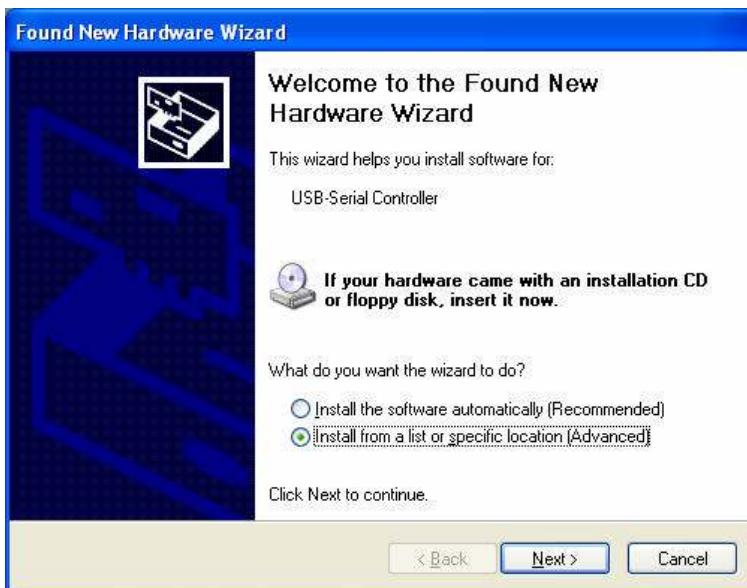 Found New Hardware Wizard
Welcome to the Found New
Hardware Wizard
This wizard helps you install software for:
USB-Serial Controller
If your hardware came with an installation CD
or floppy disk, insert it now.
What do you want the wizard to do?
Install the software automatically (Recommended)
Install from a list or specific location (Advanced)
Click Next to continue.
< Back Next > Cancel